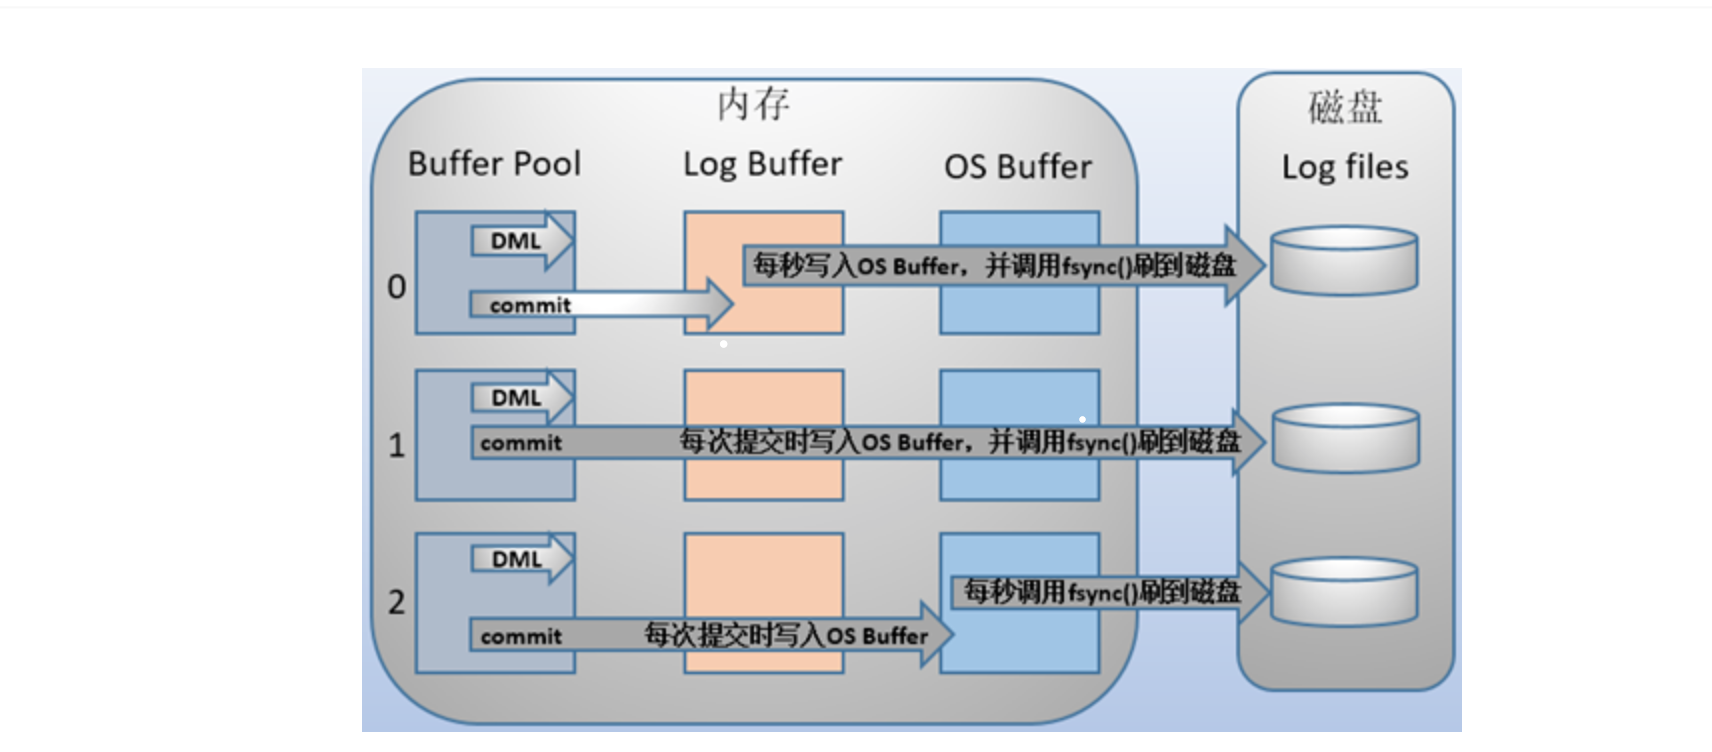 内存
磁盘
Buffer Pool
Log Buffer
OS Buffer
Log files
0
DML
commit
每秒写入OS Buffer，并调用fsync()刷到磁盘
1
DML
commit
每次提交时写入OS Buffer，并调用fsync()刷到磁盘
2
DML
每秒调用fsync()刷到磁盘
commit
每次提交时写入OS Buffer